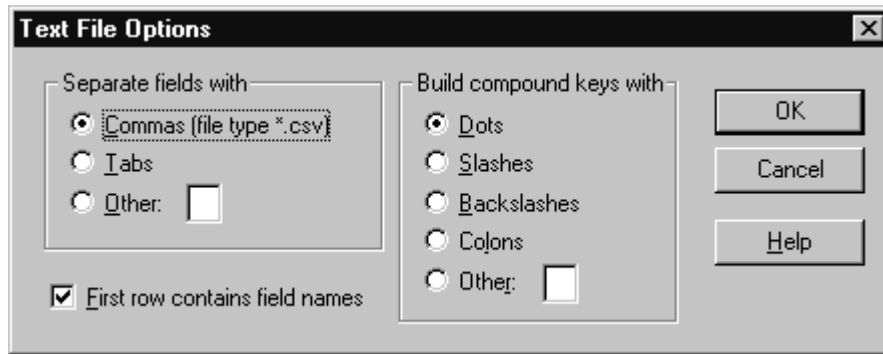 Text File Options
Separate fields with
Commas (file type *.csv)
Tabs
Other:
First row contains field names
Build compound keys with
Dots
Slashes
Backslashes
Colons
Other:
OK
Cancel
Help